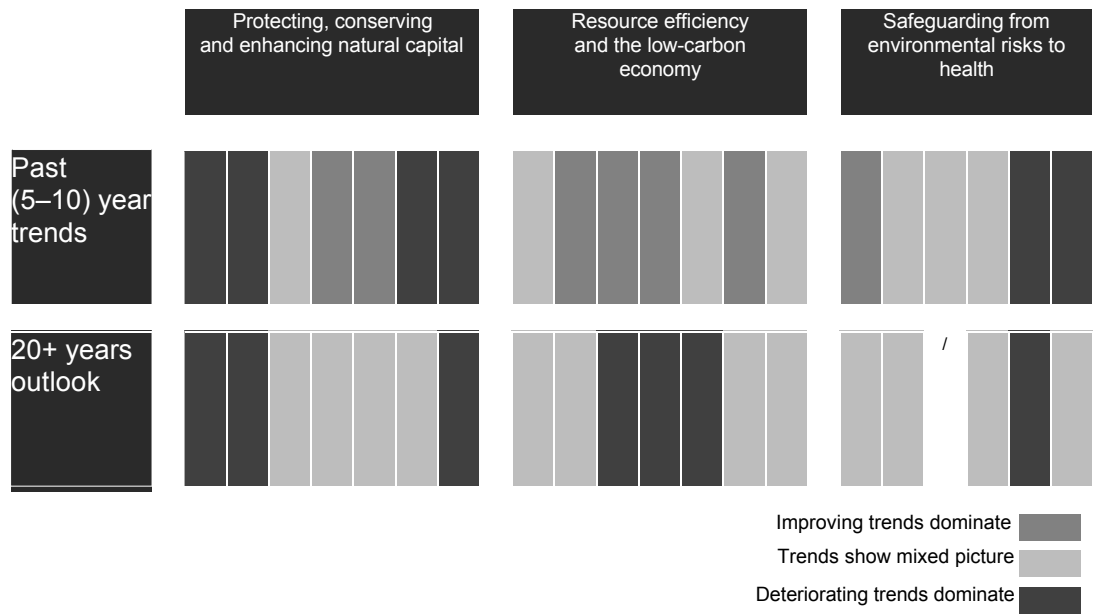 Protecting, conserving
and enhancing natural capital
Resource efficiency
and the low-carbon
economy
Safeguarding from
environmental risks to
health
Past
(5–10) year
trends
20+ years
outlook
/
Improving trends dominate
Trends show mixed picture
Deteriorating trends dominate